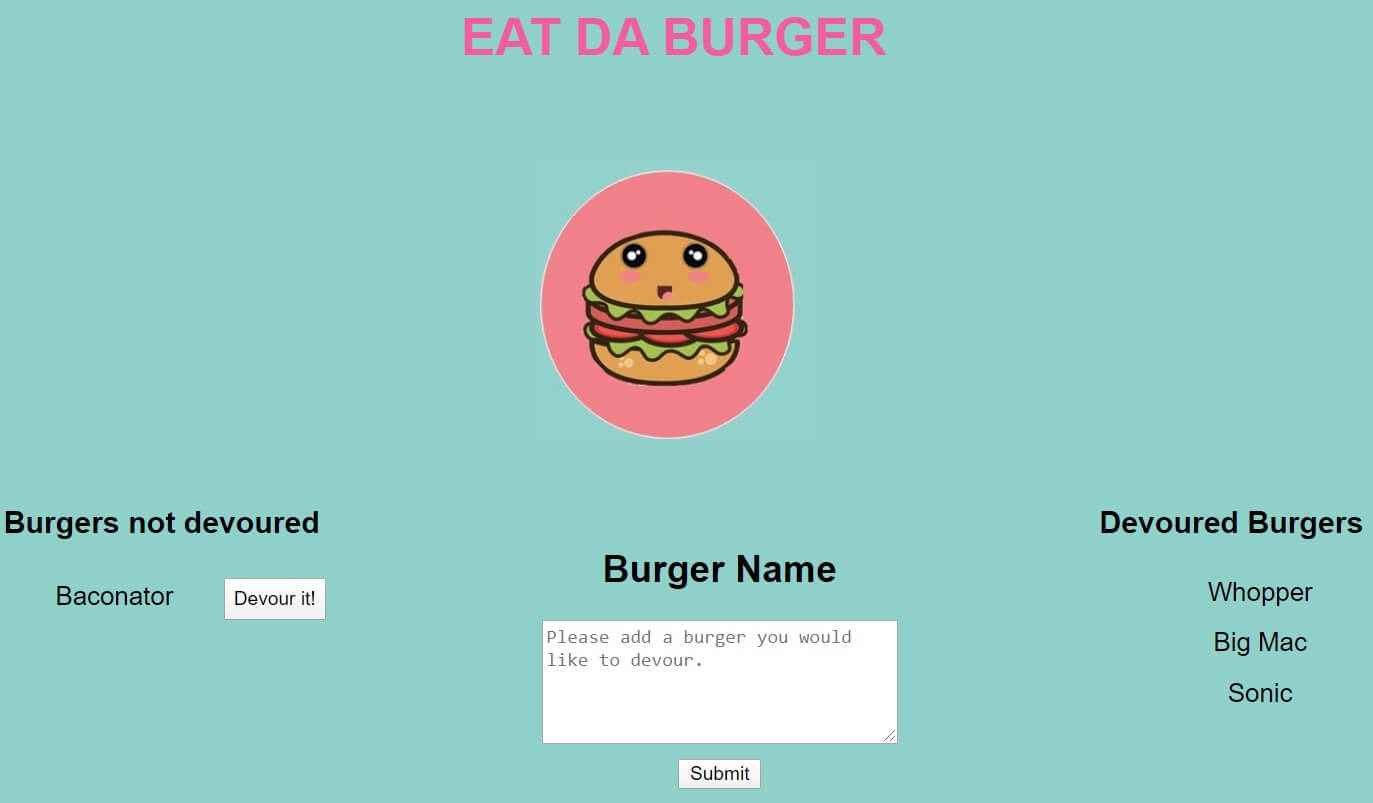 EAT DA BURGER
Burgers not devoured
Baconator
Devour it!
Burger Name
Please add a burger you would
like to devour.
Submit
Devoured Burgers
Whopper
Big Mac
Sonic